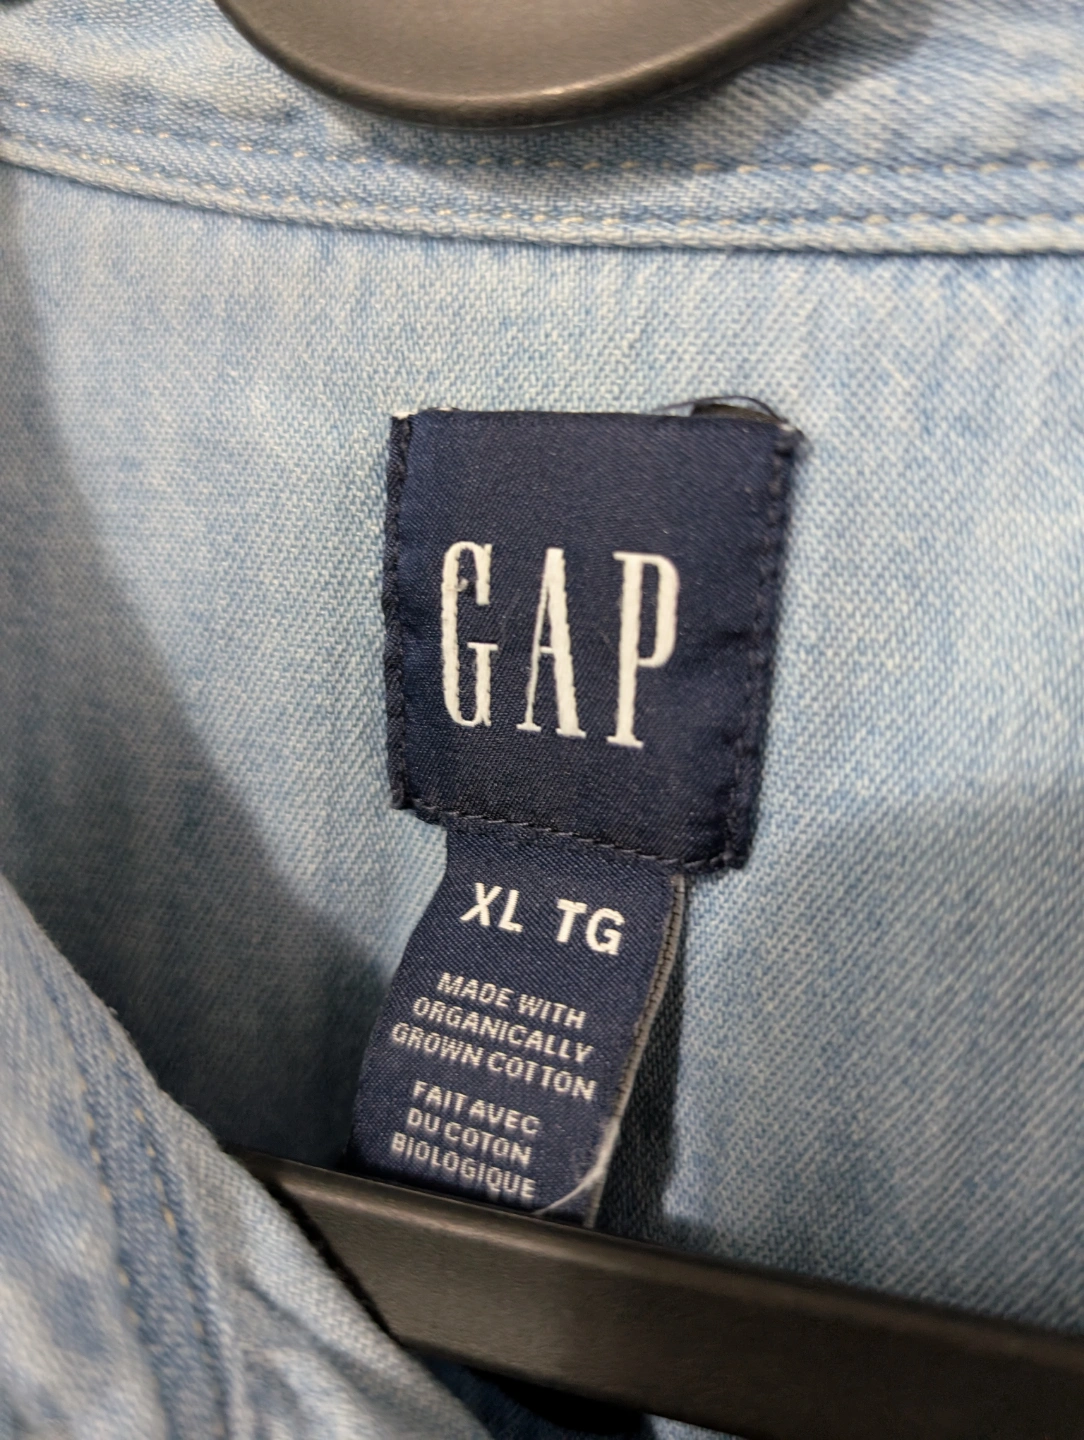 GAP
XL TG
MADE WITH
ORGANICALLY
GROWN COTTON
FAIT AVEC
DU COTON
BIOLOGIQUE